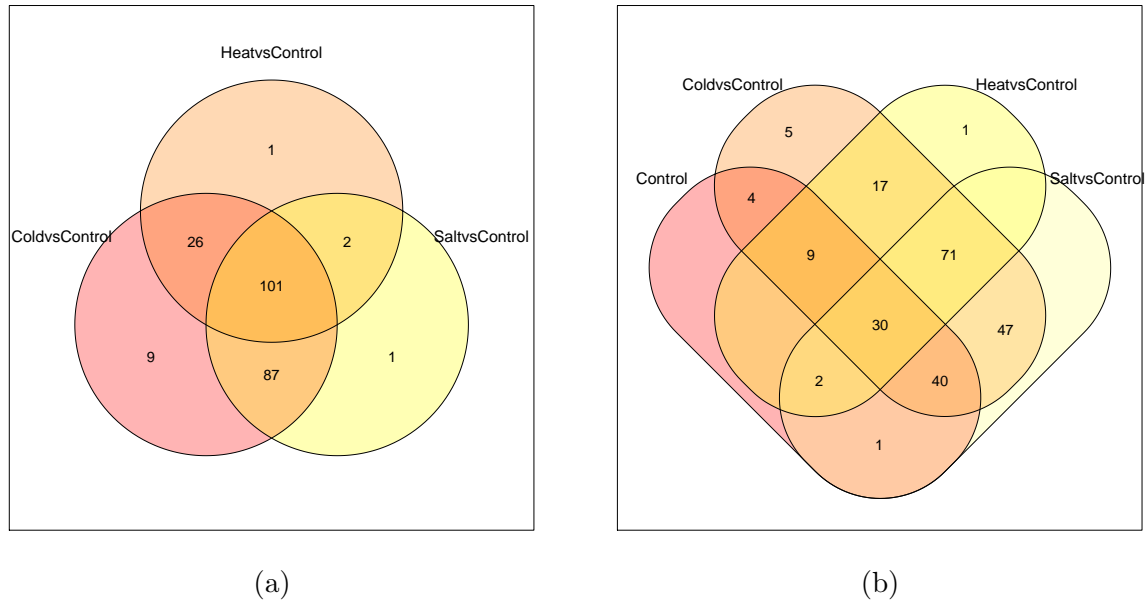 HeatvsControl
1
ColdvsControl
26
2
SaltvsControl
101
9
87
1
(a)
ColdvsControl
HeatvsControl
5
1
Control
4
17
SaltvsControl
9
71
30
47
2
40
1
(b)